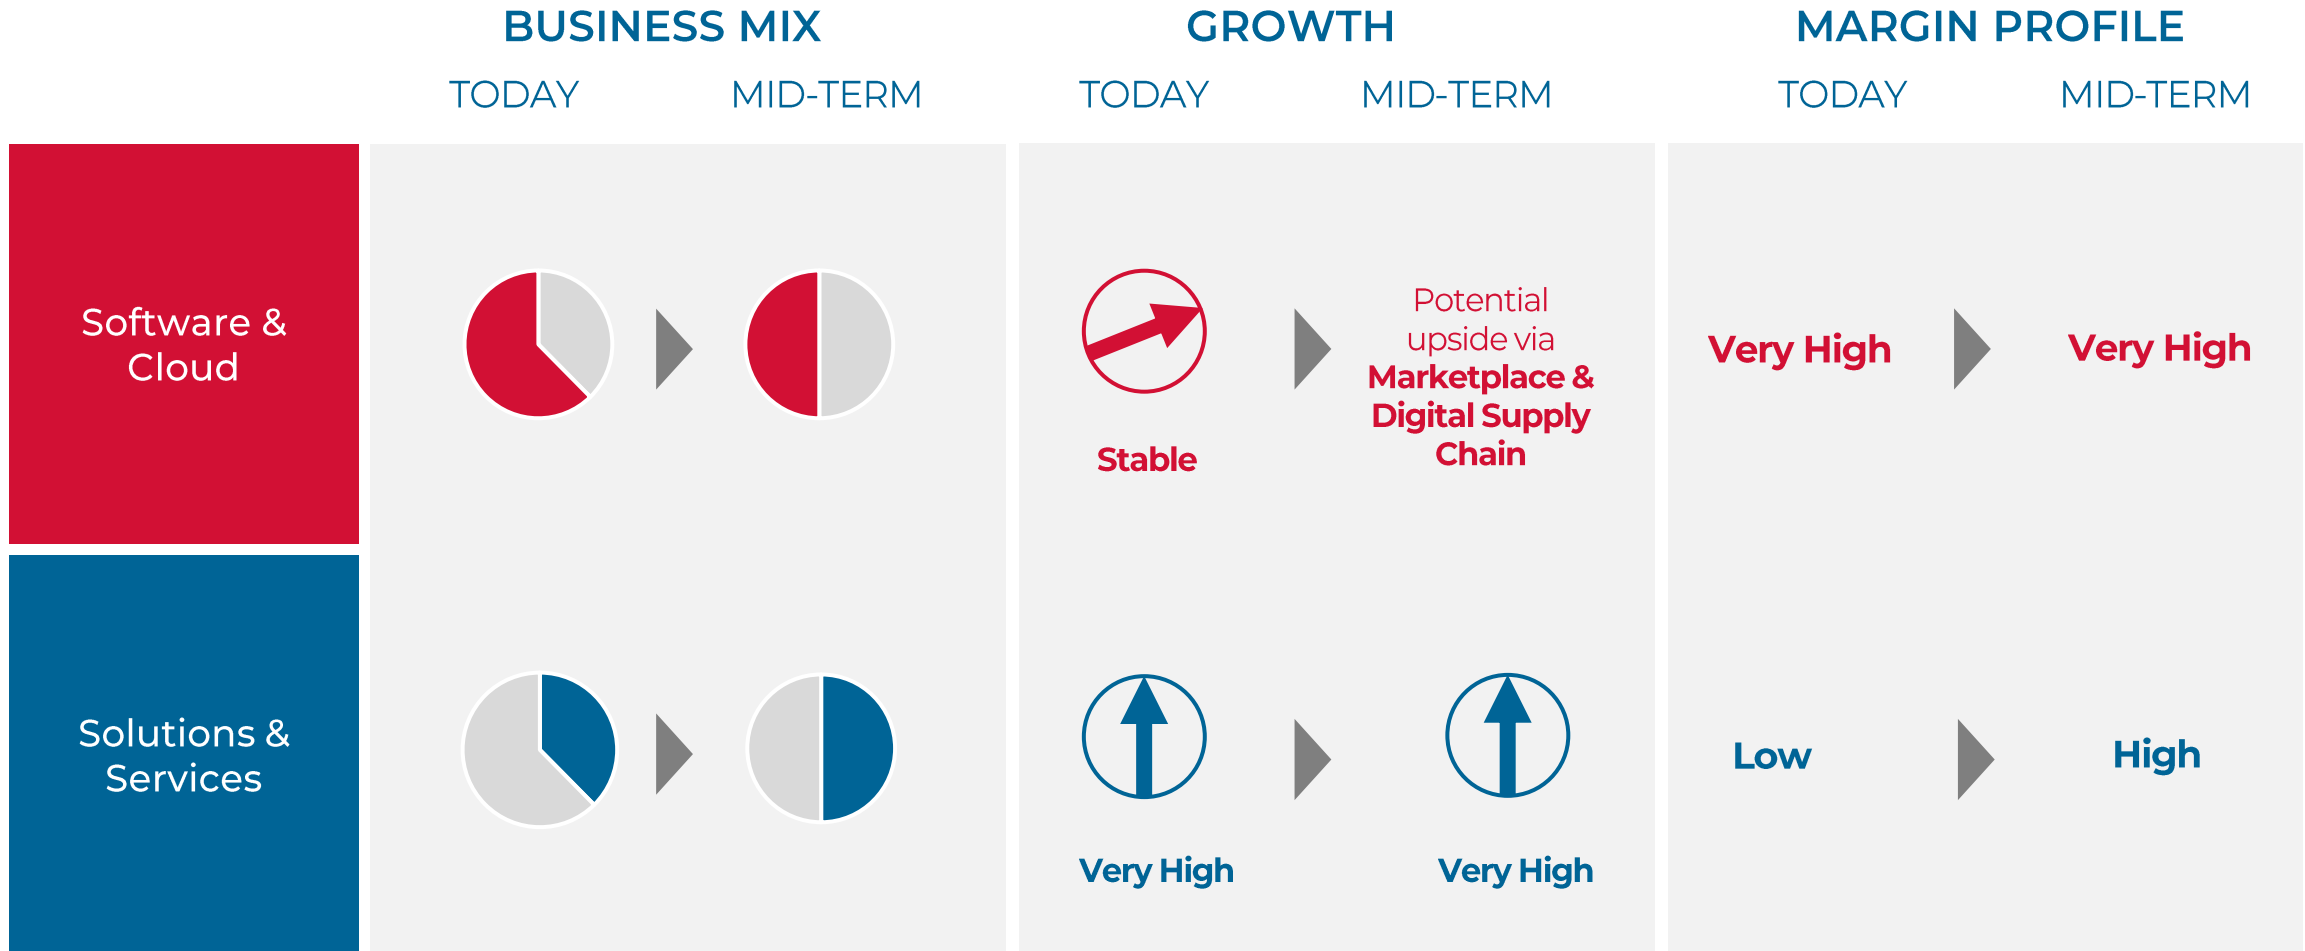 BUSINESS MIX
GROWTH
MARGIN PROFILE
TODAY
MID-TERM
TODAY
MID-TERM
TODAY
MID-TERM
Software &
Cloud
Stable
Potential
upside via
Marketplace &
Digital Supply
Chain
Very High
Very High
Solutions &
Services
Very High
Very High
Low
High